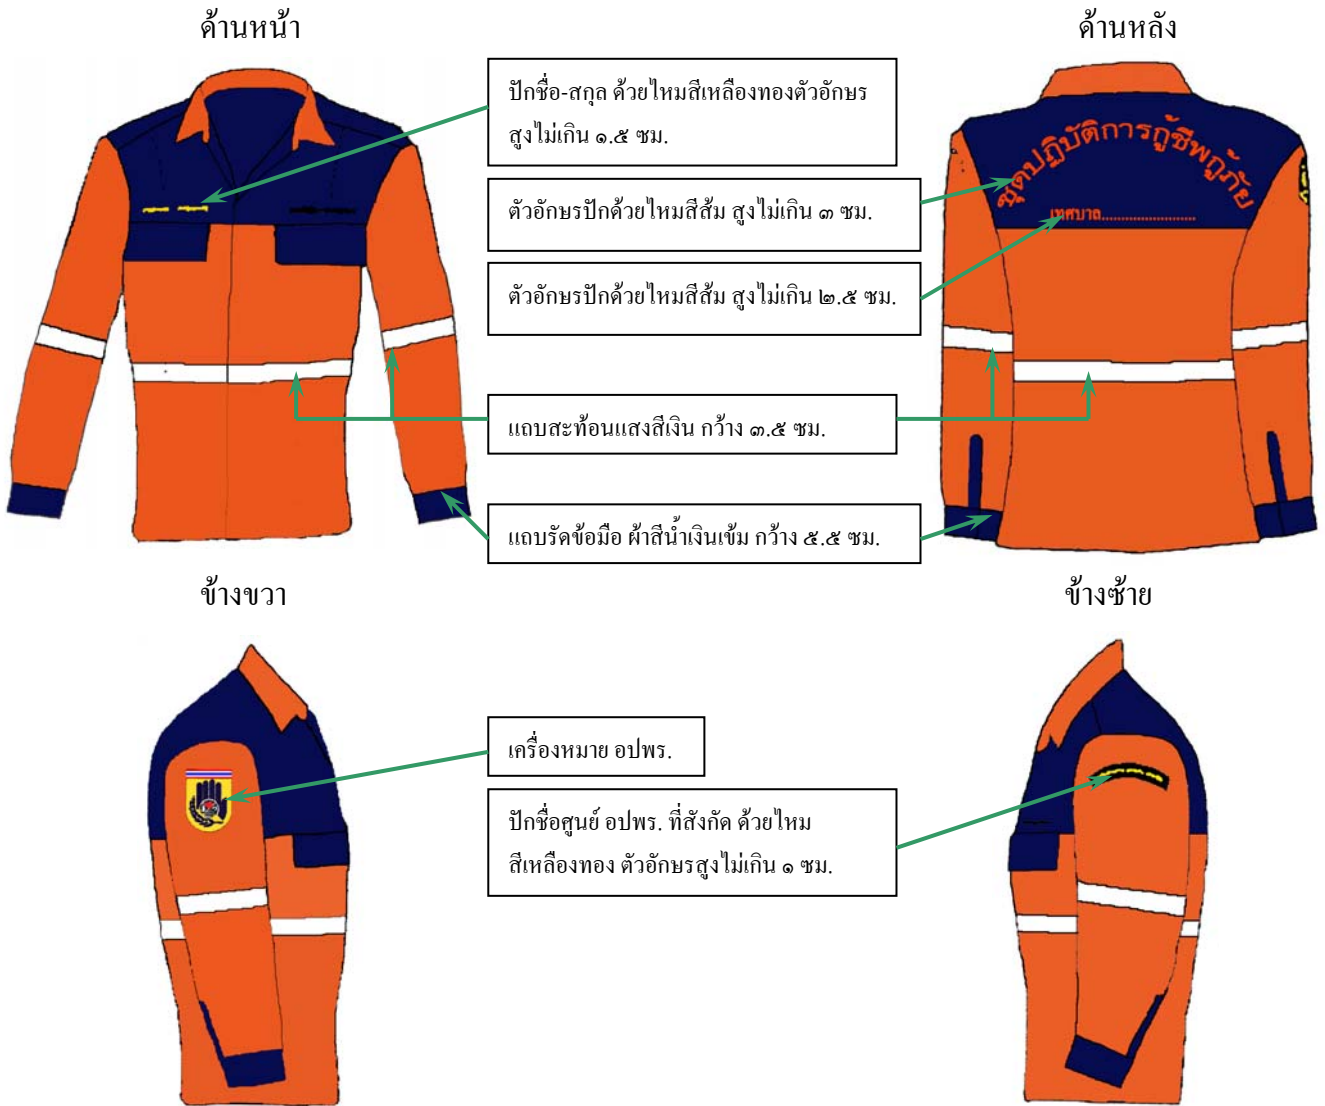 ด้านหน้า
ด้านหลัง
ปักชื่อ-สกุล ด้วยไหมสีเหลืองทองตัวอักษร
สูงไม่เกิน ๑.๕ ซม.
ตัวอักษรปักด้วยไหมสีส้ม สูงไม่เกิน ๓ ซม.
ตัวอักษรปักด้วยไหมสีส้ม สูงไม่เกิน ๒.๕ ซม.
ชุดปฏิบัติการกู้ชีพกู้ภัย
เทศบาล........................
แถบสะท้อนแสงสีเงิน กว้าง ๓.๕ ซม.
แถบรัดข้อมือ ผ้าสีน้ำเงินเข้ม กว้าง ๕.๕ ซม.
ข้างขวา
ข้างซ้าย
เครื่องหมาย อปพร.
ปักชื่อศูนย์ อปพร. ที่สังกัด ด้วยไหม
สีเหลืองทอง ตัวอักษรสูงไม่เกิน ๑ ซม.